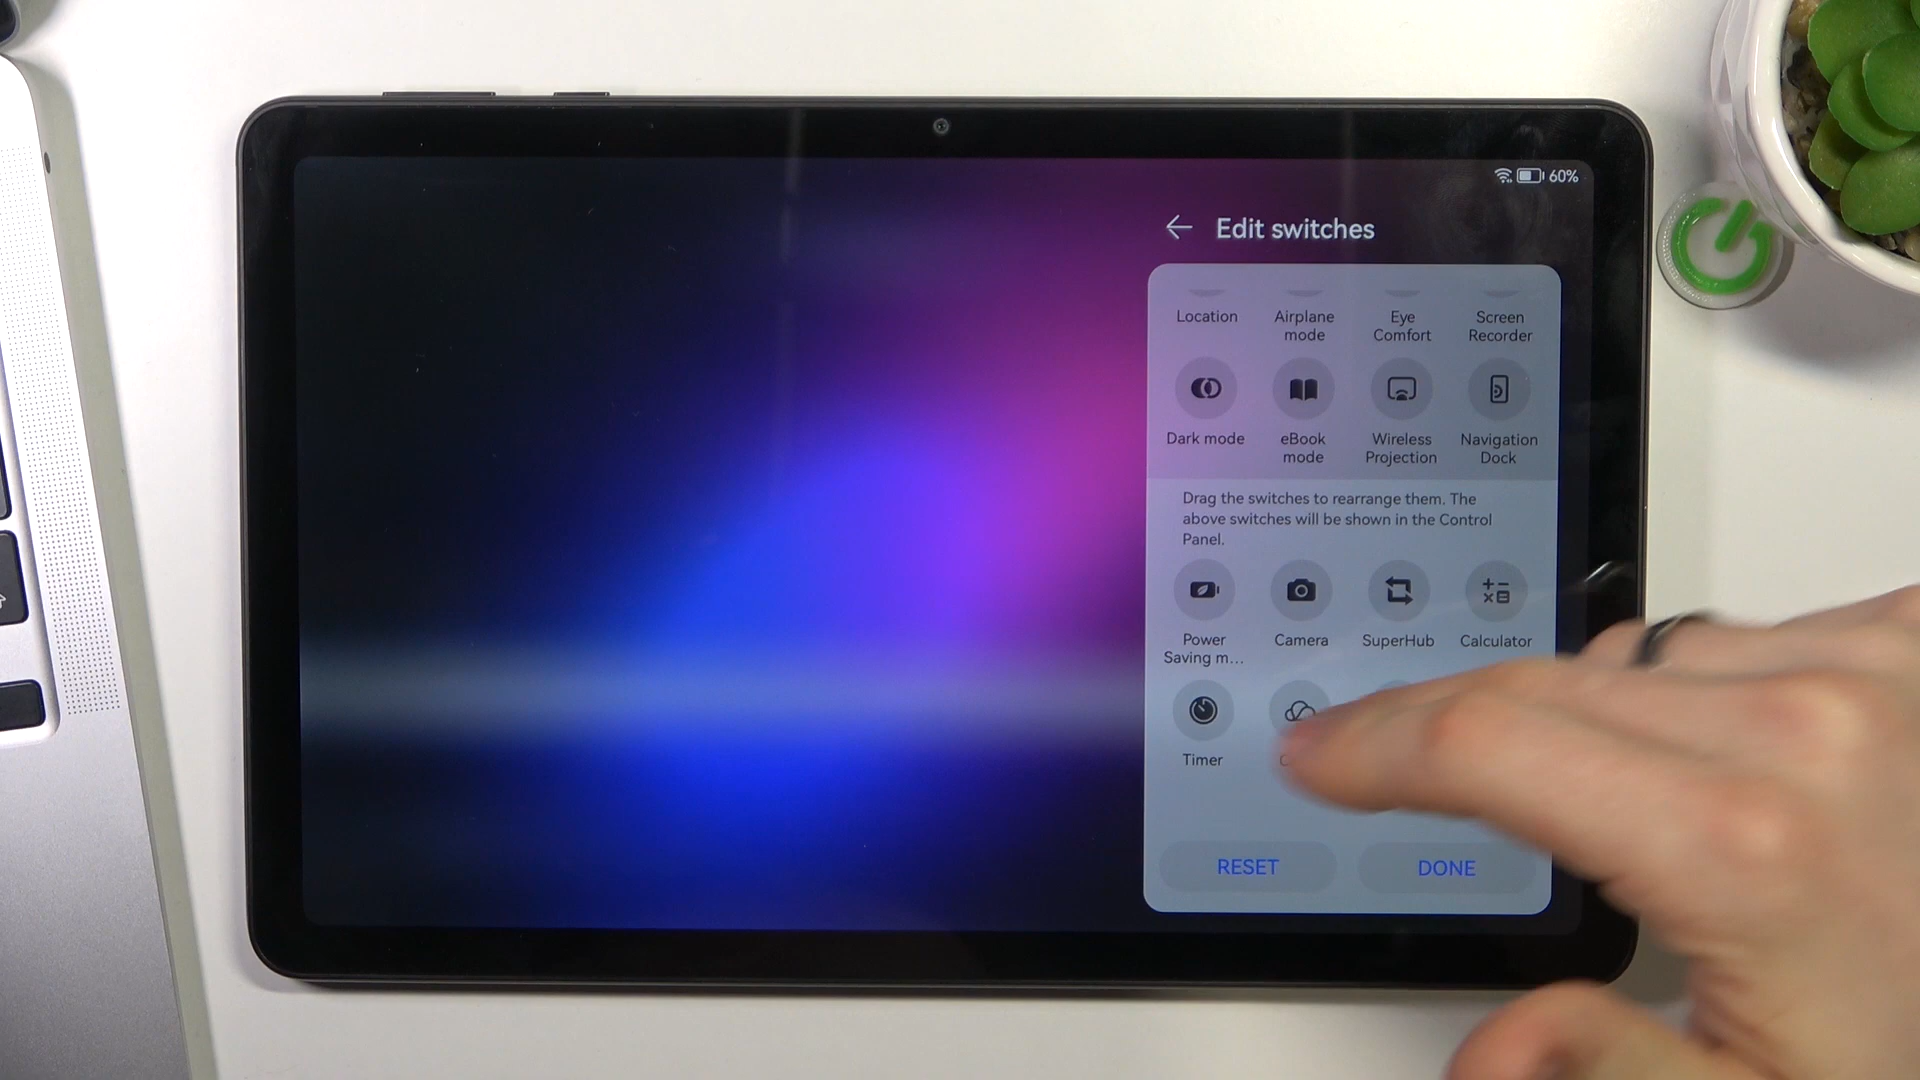 60%
Edit switches
Location Airplane mode Eye Comfort Screen Recorder
Dark mode eBook mode Wireless Projection Navigation Dock
Drag the switches to rearrange them. The
above switches will be shown in the Control
Panel.
Power Saving m... Camera SuperHub Calculator
Timer
RESET DONE